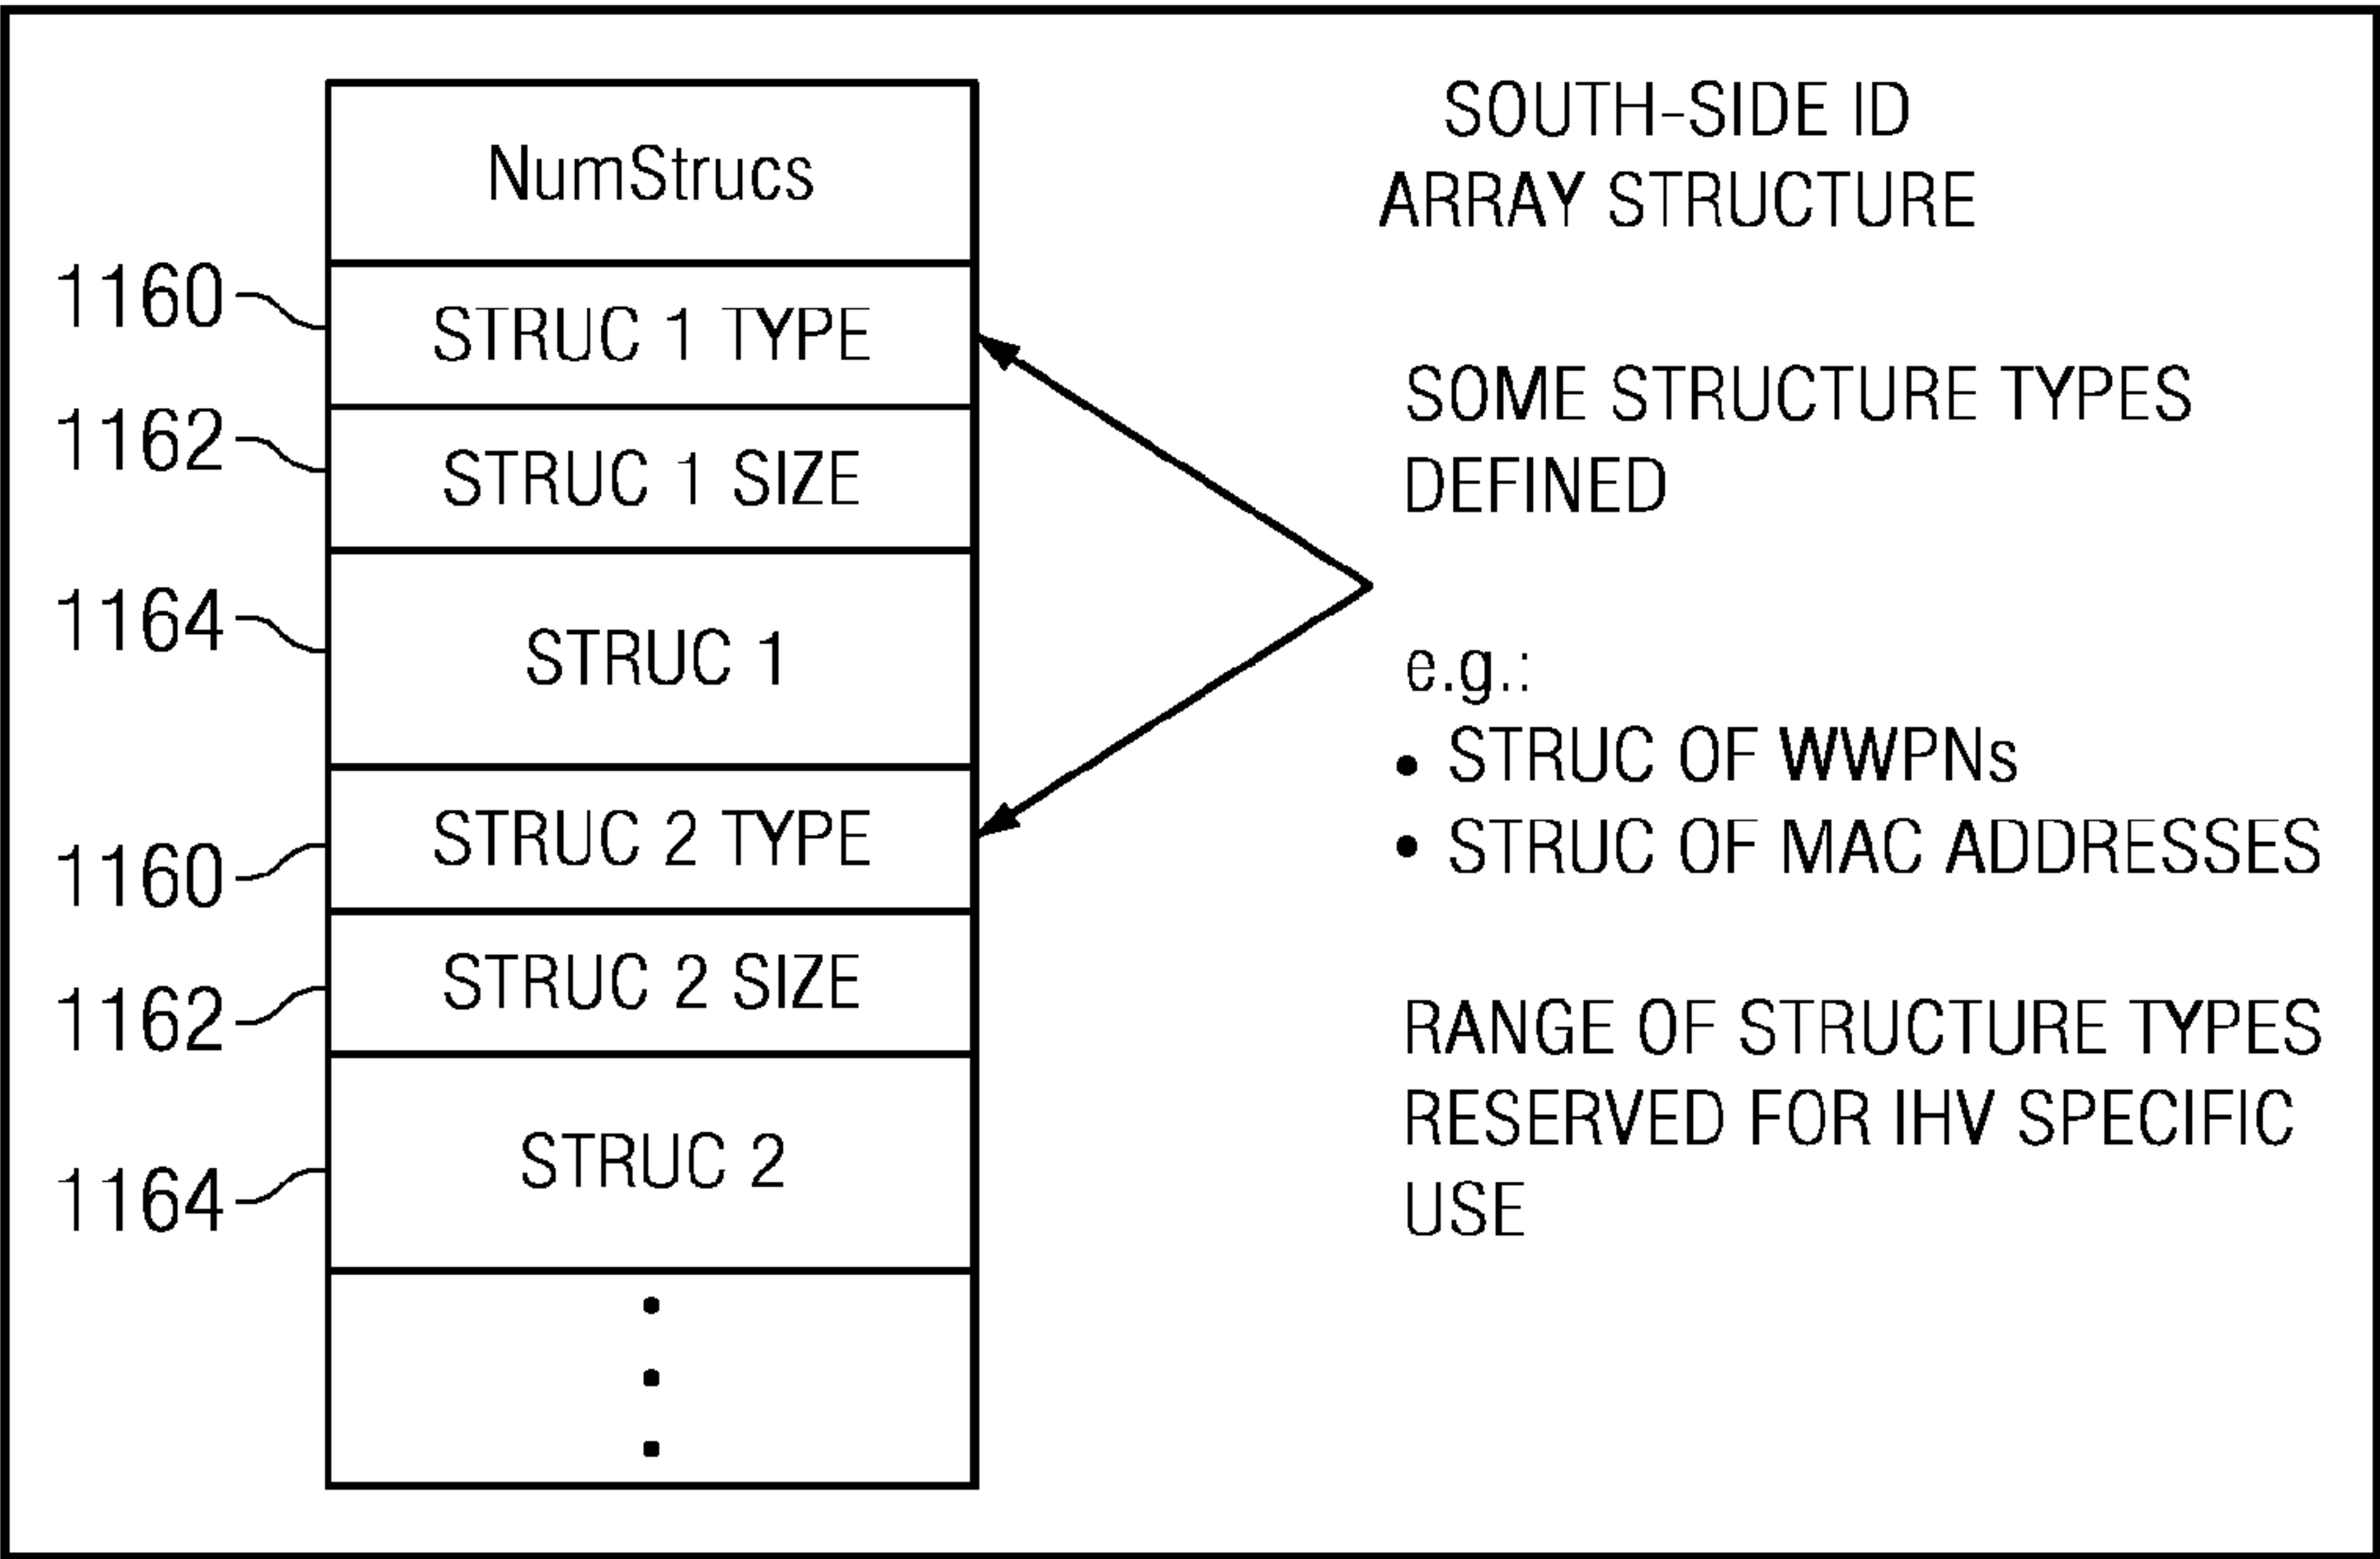 NumStrucs
1160
STRUC 1 TYPE
1162
STRUC 1 SIZE
1164
STRUC 1
1160
STRUC 2 TYPE
1162
STRUC 2 SIZE
1164
STRUC 2
SOUTH-SIDE ID
ARRAY STRUCTURE
SOME STRUCTURE TYPES
DEFINED
e.g.:
• STRUC OF WWPNs
• STRUC OF MAC ADDRESSES
RANGE OF STRUCTURE TYPES
RESERVED FOR IHV SPECIFIC
USE